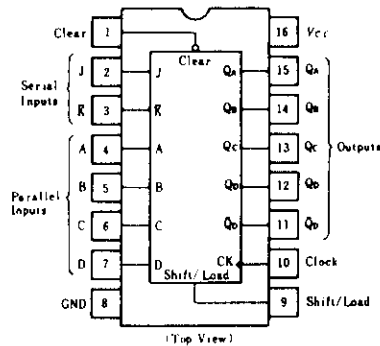 Clear 1 16 Vcc
Clear
J 2 J QA 15 QA
Serial Inputs
K̅ 3 K̅ QB 14 QB
A 4 A QC 13 QC
Outputs
Parallel Inputs
B 5 B QD 12 QD
C 6 C Q̅D 11 Q̅D
D 7 D CK 10 Clock
Shift/Load
GND 8 9 Shift/Load
(Top View)